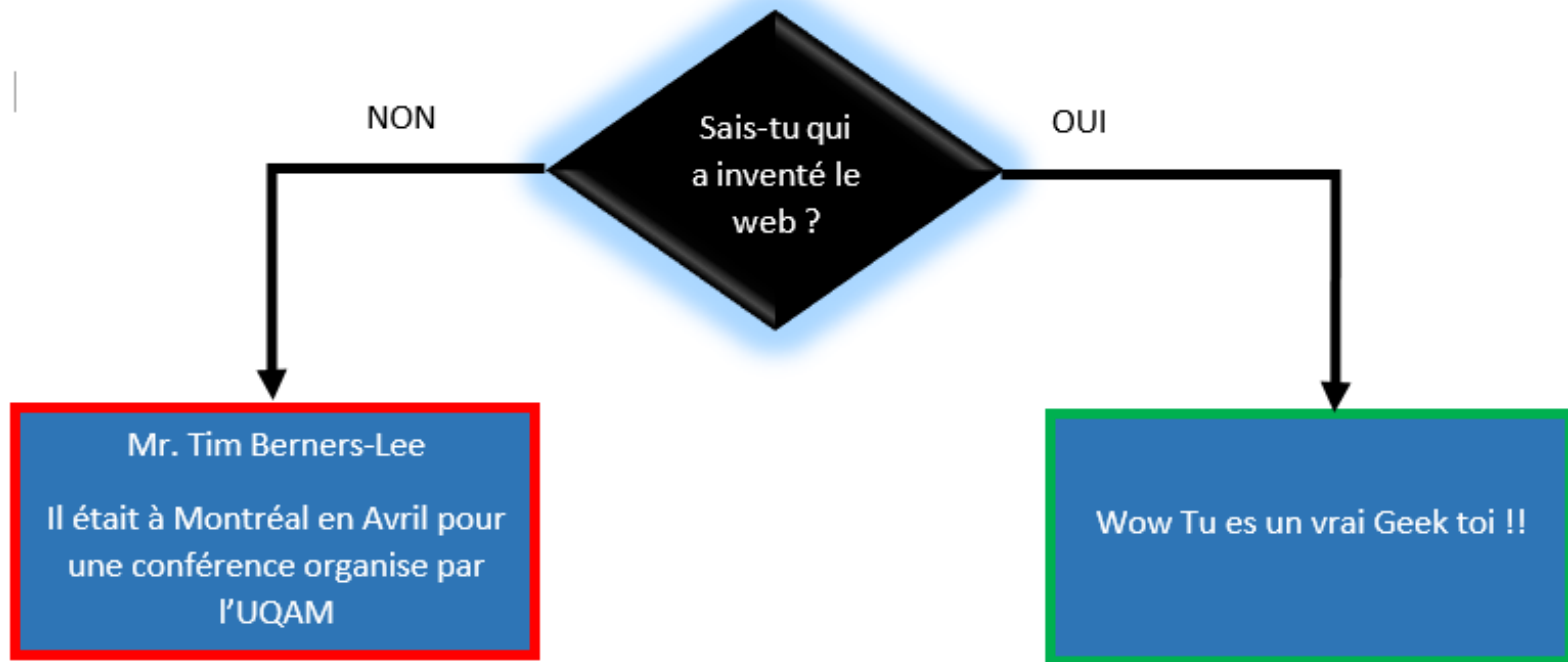 NON
Sais-tu qui
a inventé le
web ?
OUI
Mr. Tim Berners-Lee
Il était à Montréal en Avril pour
une conférence organise par
l'UQAM
Wow Tu es un vrai Geek toi !!